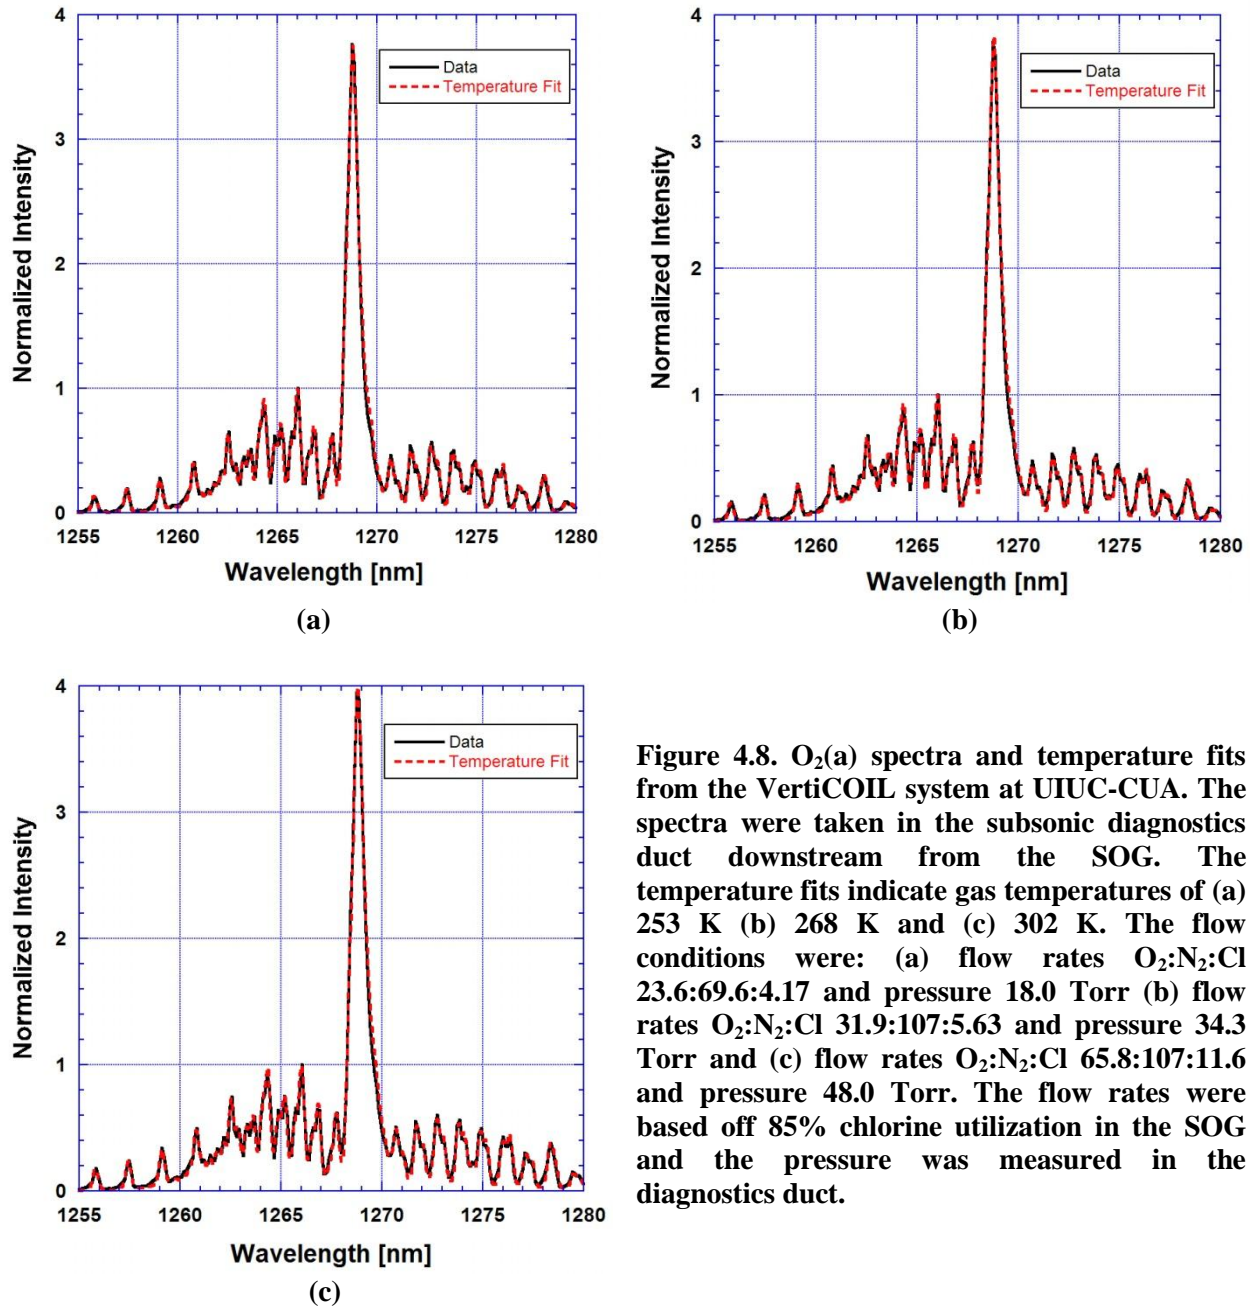 4
3
2
1
0
Normalized Intensity
Data
Temperature Fit
1255 1260 1265 1270 1275 1280
Wavelength [nm]
(a)
4
3
2
1
0
Normalized Intensity
Data
Temperature Fit
1255 1260 1265 1270 1275 1280
Wavelength [nm]
(b)
4
3
2
1
0
Normalized Intensity
Data
Temperature Fit
1255 1260 1265 1270 1275 1280
Wavelength [nm]
(c)
Figure 4.8. O₂(a) spectra and temperature fits
from the VertiCOIL system at UIUC-CUA. The
spectra were taken in the subsonic diagnostics
duct downstream from the SOG. The
temperature fits indicate gas temperatures of (a)
253 K (b) 268 K and (c) 302 K. The flow
conditions were: (a) flow rates O₂:N₂:Cl
23.6:69.6:4.17 and pressure 18.0 Torr (b) flow
rates O₂:N₂:Cl 31.9:107:5.63 and pressure 34.3
Torr and (c) flow rates O₂:N₂:Cl 65.8:107:11.6
and pressure 48.0 Torr. The flow rates were
based off 85% chlorine utilization in the SOG
and the pressure was measured in the
diagnostics duct.